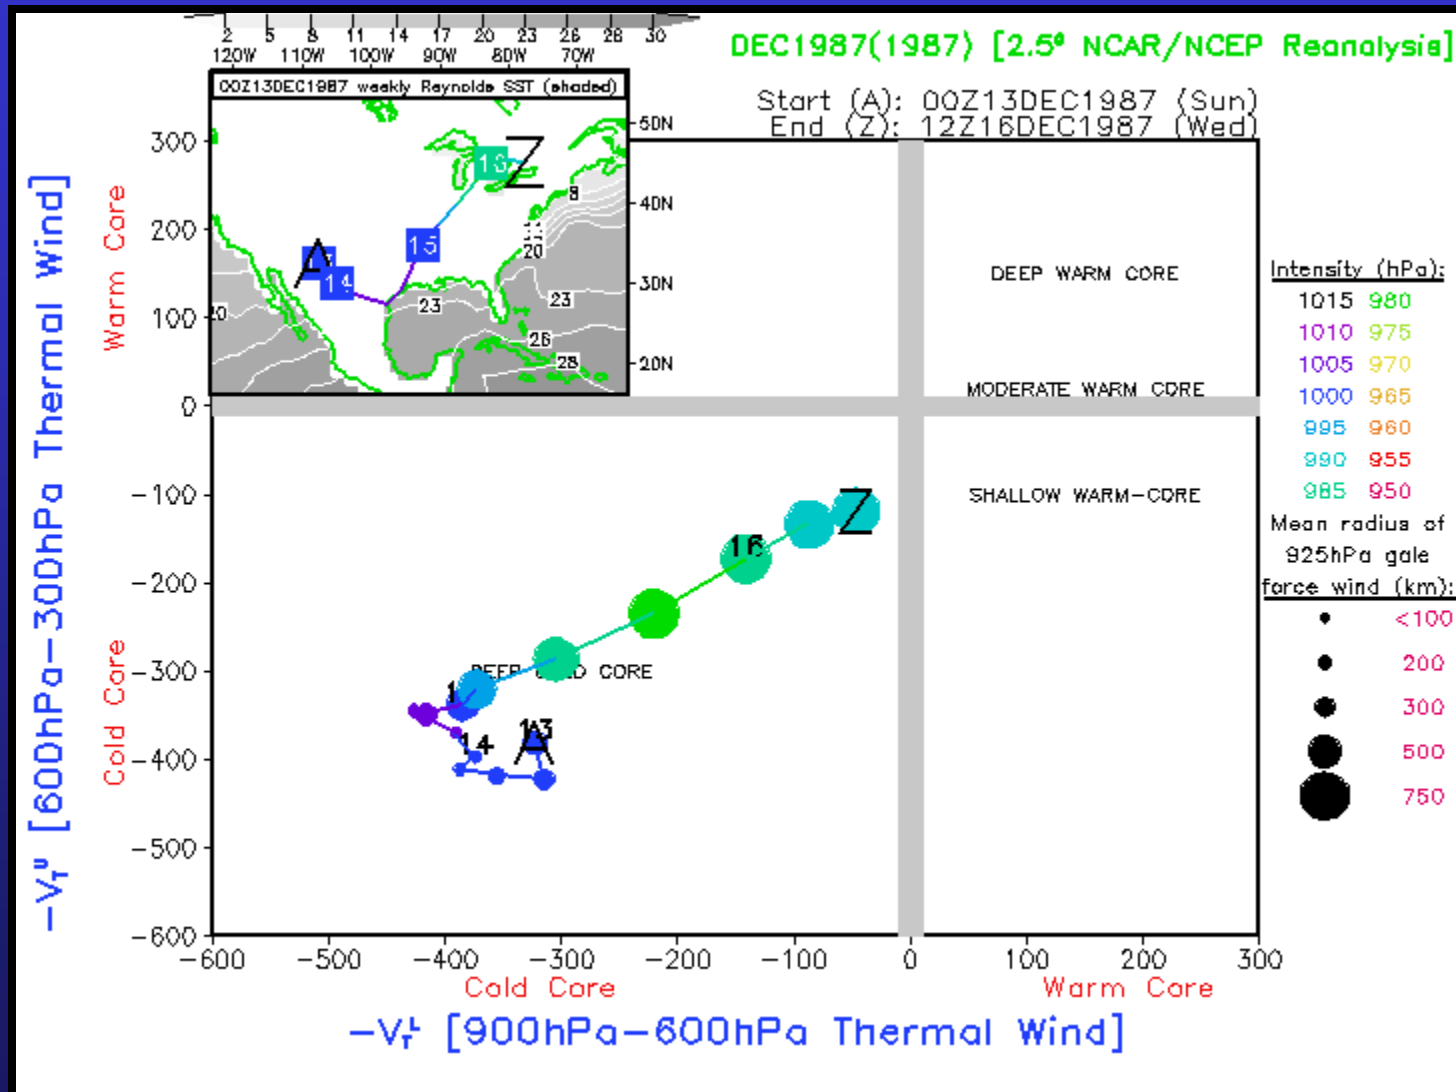 2 5 8 11 14 17 20 23 26 28 30
120W 110W 100W 90W 80W 70W
DEC1987(1987) [2.5° NCAR/NCEP Reanalysis]
00Z13DEC1987 weekly Reynolds SST (shaded)
Start (A): 00Z13DEC1987 (Sun)
End (Z): 12Z16DEC1987 (Wed)
50N
40N
30N
20N
16 Z
8
15
20
A
14
23 23
26
28
300
200
100
0
-100
-200
-300
-400
-500
-600
-V_T^U [600hPa-300hPa Thermal Wind]
Warm Core
Cold Core
DEEP WARM CORE
MODERATE WARM CORE
SHALLOW WARM-CORE
DEEP COLD CORE
Z
16
14
13
A
-600 -500 -400 -300 -200 -100 0 100 200 300
Cold Core Warm Core
-V_T^L [900hPa-600hPa Thermal Wind]
Intensity (hPa):
1015 980
1010 975
1005 970
1000 965
995 960
990 955
985 950
Mean radius of
925hPa gale
force wind (km):
<100
200
300
500
750